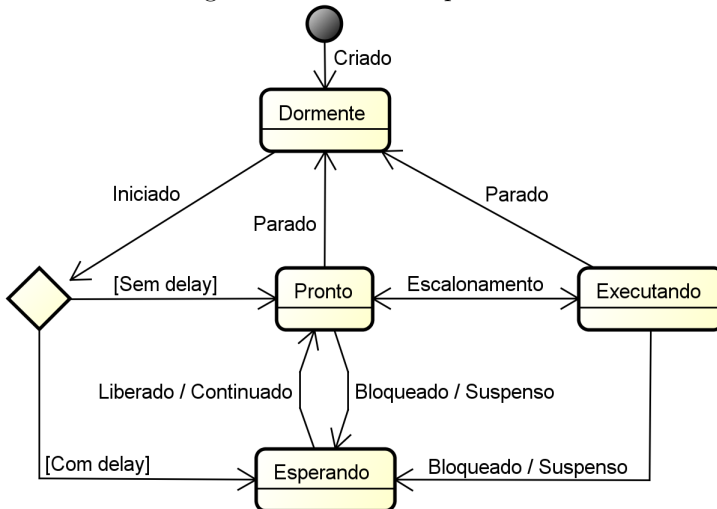 Criado
Dormente
Iniciado
Parado
Parado
[Sem delay]
Pronto
Escalonamento
Executando
Liberado / Continuado
Bloqueado / Suspenso
[Com delay]
Esperando
Bloqueado / Suspenso